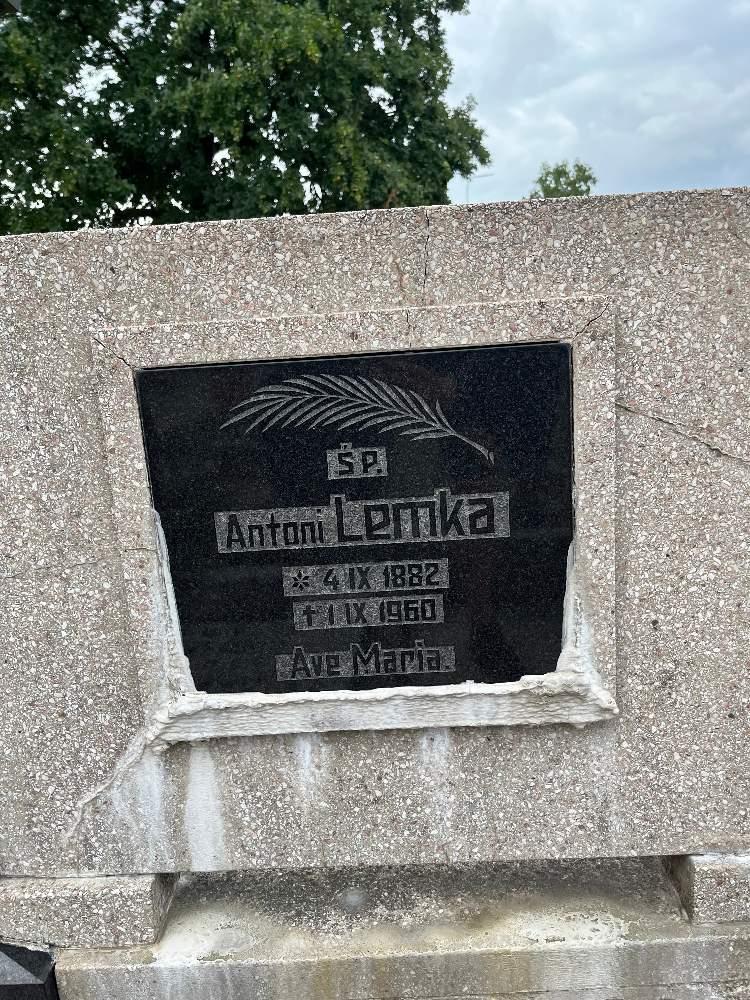 Ś P.
Antoni Lemka
* 4 IX 1882
† 1 IX 1960
Ave Maria.